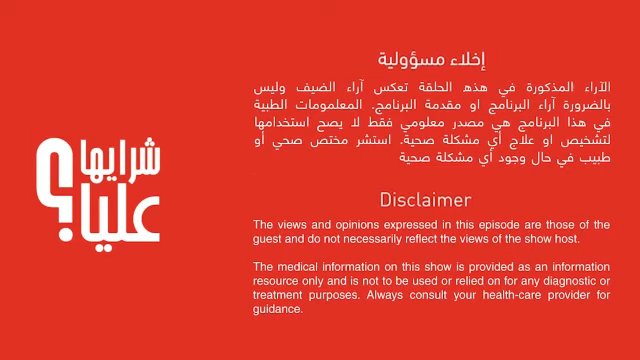 شرايها
عليا؟
إخلاء مسؤولية
الآراء المذكورة في هذه الحلقة تعكس آراء الضيف وليس
بالضرورة آراء البرنامج او مقدمة البرنامج. المعلمومات الطبية
في هذا البرنامج هي مصدر معلومي فقط لا يصح استخدامها
لتشخيص او علاج أي مشكلة صحية. استشر مختص صحي أو
طبيب في حال وجود أي مشكلة صحية
Disclaimer
The views and opinions expressed in this episode are those of the
guest and do not necessarily reflect the views of the show host.
The medical information on this show is provided as an information
resource only and is not to be used or relied on for any diagnostic or
treatment purposes. Always consult your health-care provider for
guidance.